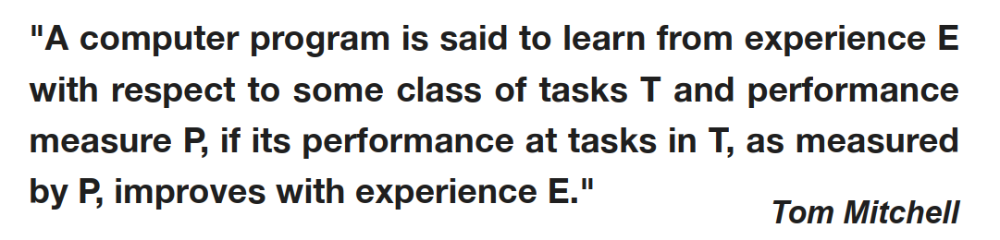 "A computer program is said to learn from experience E
with respect to some class of tasks T and performance
measure P, if its performance at tasks in T, as measured
by P, improves with experience E."
Tom Mitchell